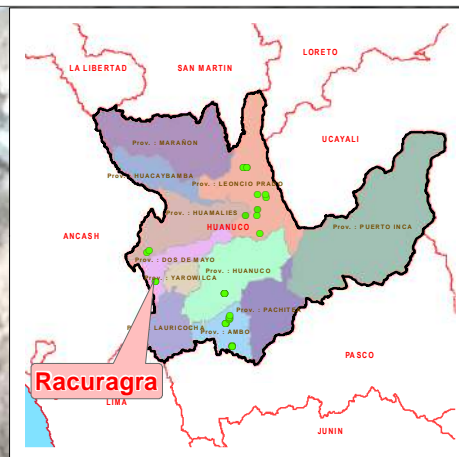 LORETO
LA LIBERTAD
SAN MARTIN
UCAYALI
Prov. : MARAÑON
Prov. : HUACAYBAMBA
Prov. : LEONCIO PRADO
Prov. : HUAMALIES
HUANUCO
Prov. : PUERTO INCA
ANCASH
Prov. : DOS DE MAYO
Prov. : HUANUCO
Prov. : YAROWILCA
Prov. : PACHITEA
LAURICOCHA
Prov. : AMBO
PASCO
Racuragra
LIMA
JUNIN